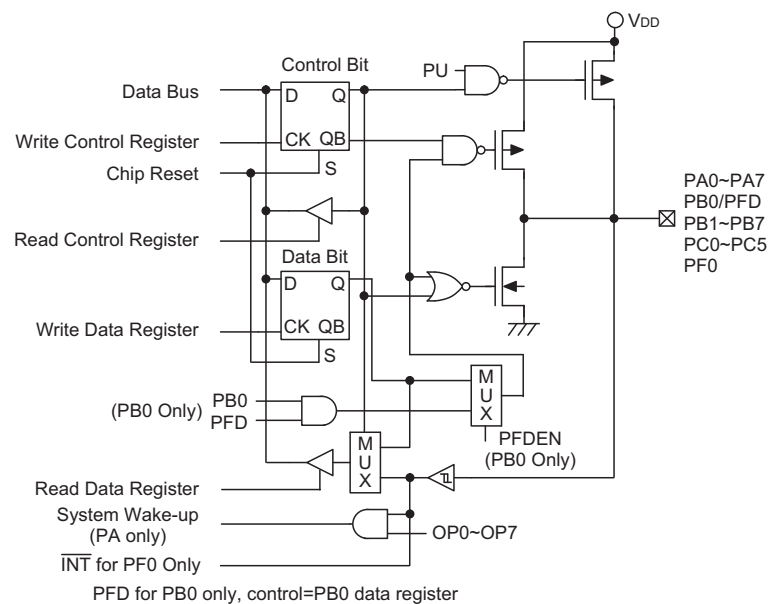 VDD
Control Bit
PU
Data Bus
D Q
Write Control Register
CK QB
Chip Reset
S
PA0~PA7
PB0/PFD
PB1~PB7
PC0~PC5
PF0
Read Control Register
Data Bit
D Q
Write Data Register
CK QB
S
M
U
X
(PB0 Only)
PB0
PFD
PFDEN
(PB0 Only)
M
U
X
Read Data Register
System Wake-up
(PA only)
OP0~OP7
INT for PF0 Only
PFD for PB0 only, control=PB0 data register